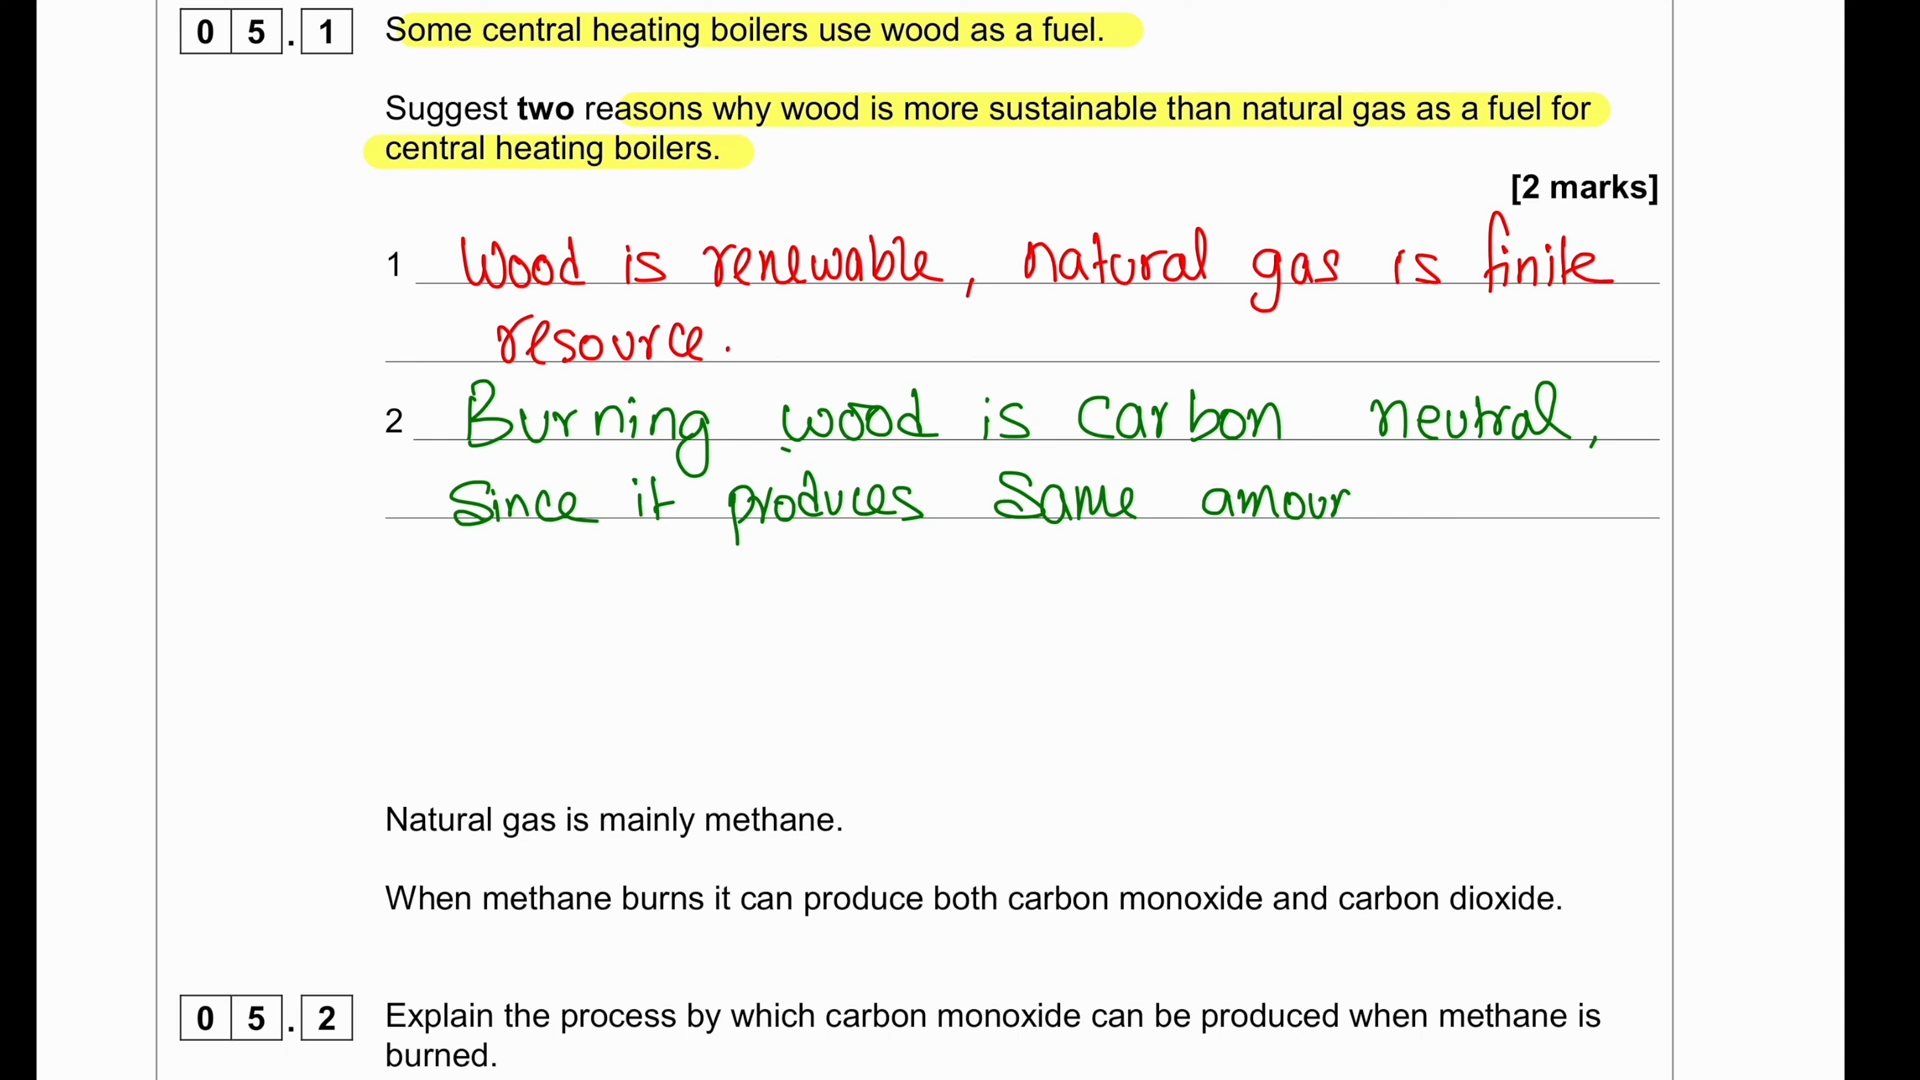 05.1 Some central heating boilers use wood as a fuel.
Suggest two reasons why wood is more sustainable than natural gas as a fuel for
central heating boilers.
[2 marks]
1 Wood is renewable, natural gas is finite
resource.
2 Burning wood is carbon neutral,
Since it produces same amour
Natural gas is mainly methane.
When methane burns it can produce both carbon monoxide and carbon dioxide.
05.2 Explain the process by which carbon monoxide can be produced when methane is
burned.